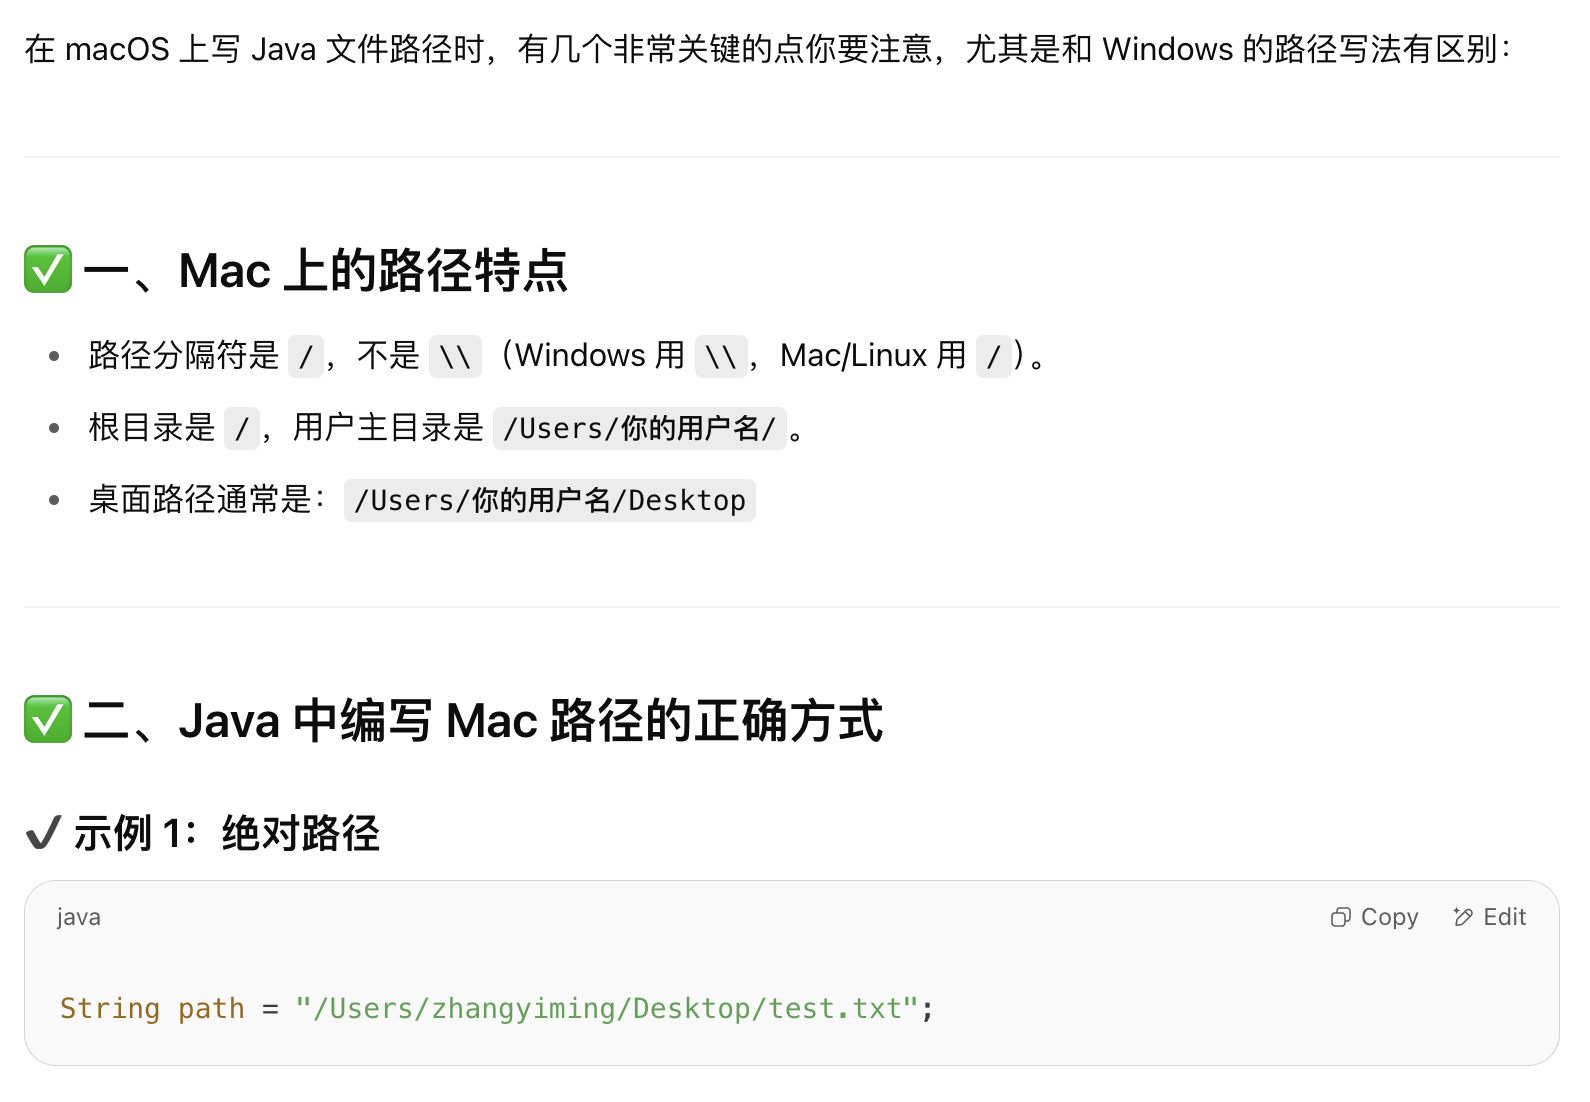 在 macOS 上写 Java 文件路径时，有几个非常关键的点你要注意，尤其是和 Windows 的路径写法有区别：
✅ 一、Mac 上的路径特点
• 路径分隔符是 /，不是 \\（Windows 用 \\，Mac/Linux 用 /）。
• 根目录是 /，用户主目录是 /Users/你的用户名/。
• 桌面路径通常是：/Users/你的用户名/Desktop
✅ 二、Java 中编写 Mac 路径的正确方式
✔ 示例 1：绝对路径
java Copy Edit
String path = "/Users/zhangyiming/Desktop/test.txt";